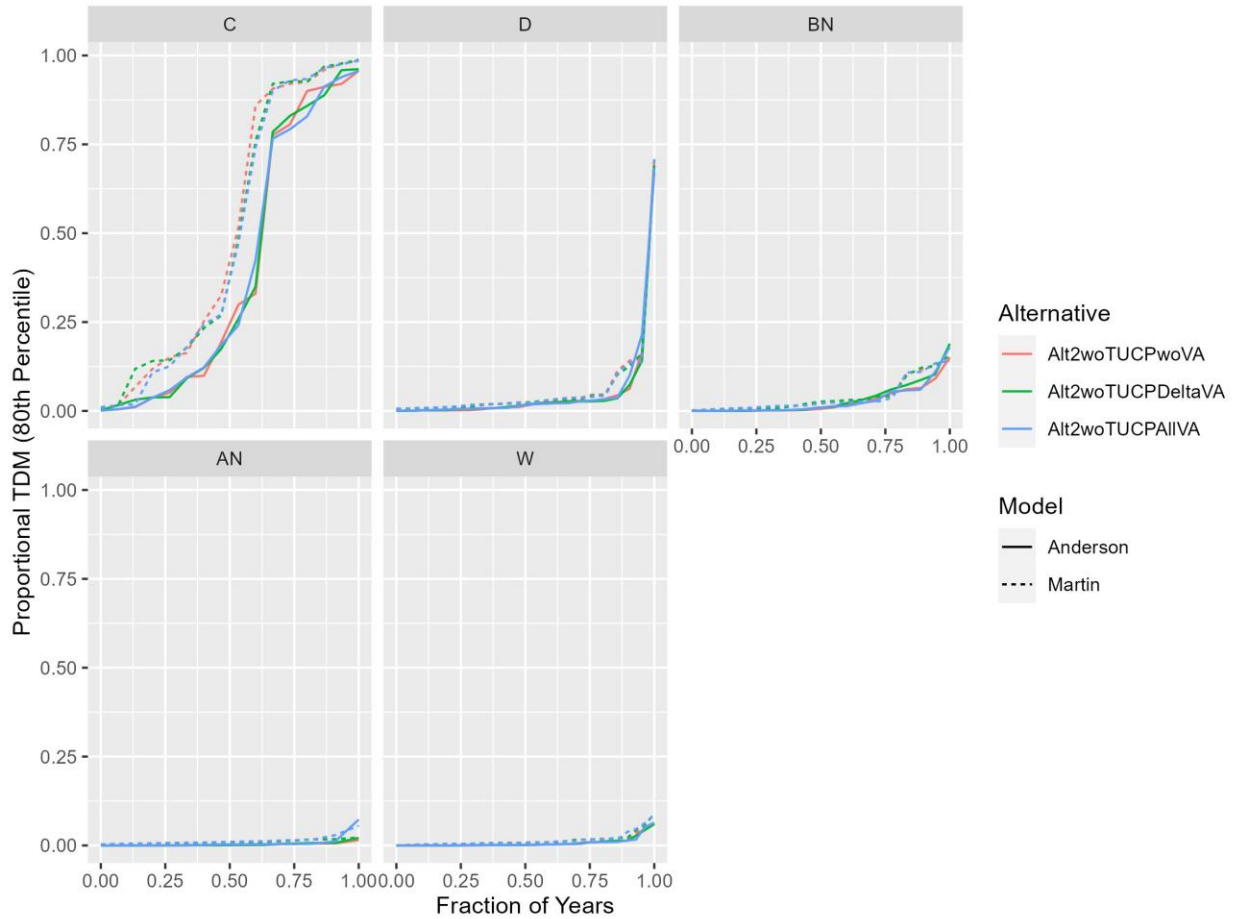 C
D
BN
1.00
0.75
0.50
0.25
0.00
0.00 0.25 0.50 0.75 1.00
AN
W
1.00
0.75
0.50
0.25
0.00
0.00 0.25 0.50 0.75 1.00
0.00 0.25 0.50 0.75 1.00
Proportional TDM (80th Percentile)
Fraction of Years
Alternative
Alt2woTUCPwoVA
Alt2woTUCPDeltaVA
Alt2woTUCPAllVA
Model
Anderson
Martin